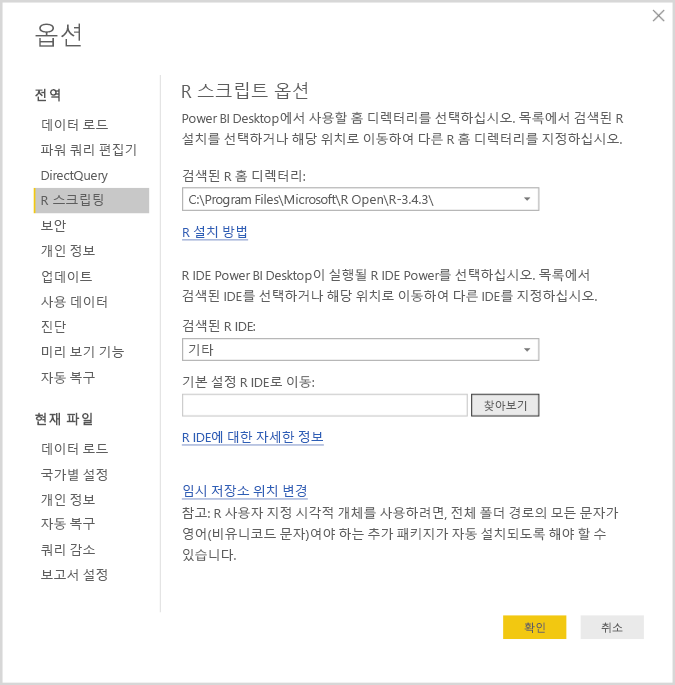 옵션
전역
데이터 로드
파워 쿼리 편집기
DirectQuery
R 스크립팅
보안
개인 정보
업데이트
사용 데이터
진단
미리 보기 기능
자동 복구
현재 파일
데이터 로드
국가별 설정
개인 정보
자동 복구
쿼리 감소
보고서 설정
R 스크립트 옵션
Power BI Desktop에서 사용할 홈 디렉터리를 선택하십시오. 목록에서 검색된 R
설치를 선택하거나 해당 위치로 이동하여 다른 R 홈 디렉터리를 지정하십시오.
검색된 R 홈 디렉터리:
C:\Program Files\Microsoft\R Open\R-3.4.3\
R 설치 방법
R IDE Power BI Desktop이 실행될 R IDE Power를 선택하십시오. 목록에서
검색된 IDE를 선택하거나 해당 위치로 이동하여 다른 IDE를 지정하십시오.
검색된 R IDE:
기타
기본 설정 R IDE로 이동:
찾아보기
R IDE에 대한 자세한 정보
임시 저장소 위치 변경
참고: R 사용자 지정 시각적 개체를 사용하려면, 전체 폴더 경로의 모든 문자가
영어(비유니코드 문자)여야 하는 추가 패키지가 자동 설치되도록 해야 할 수
있습니다.
확인
취소